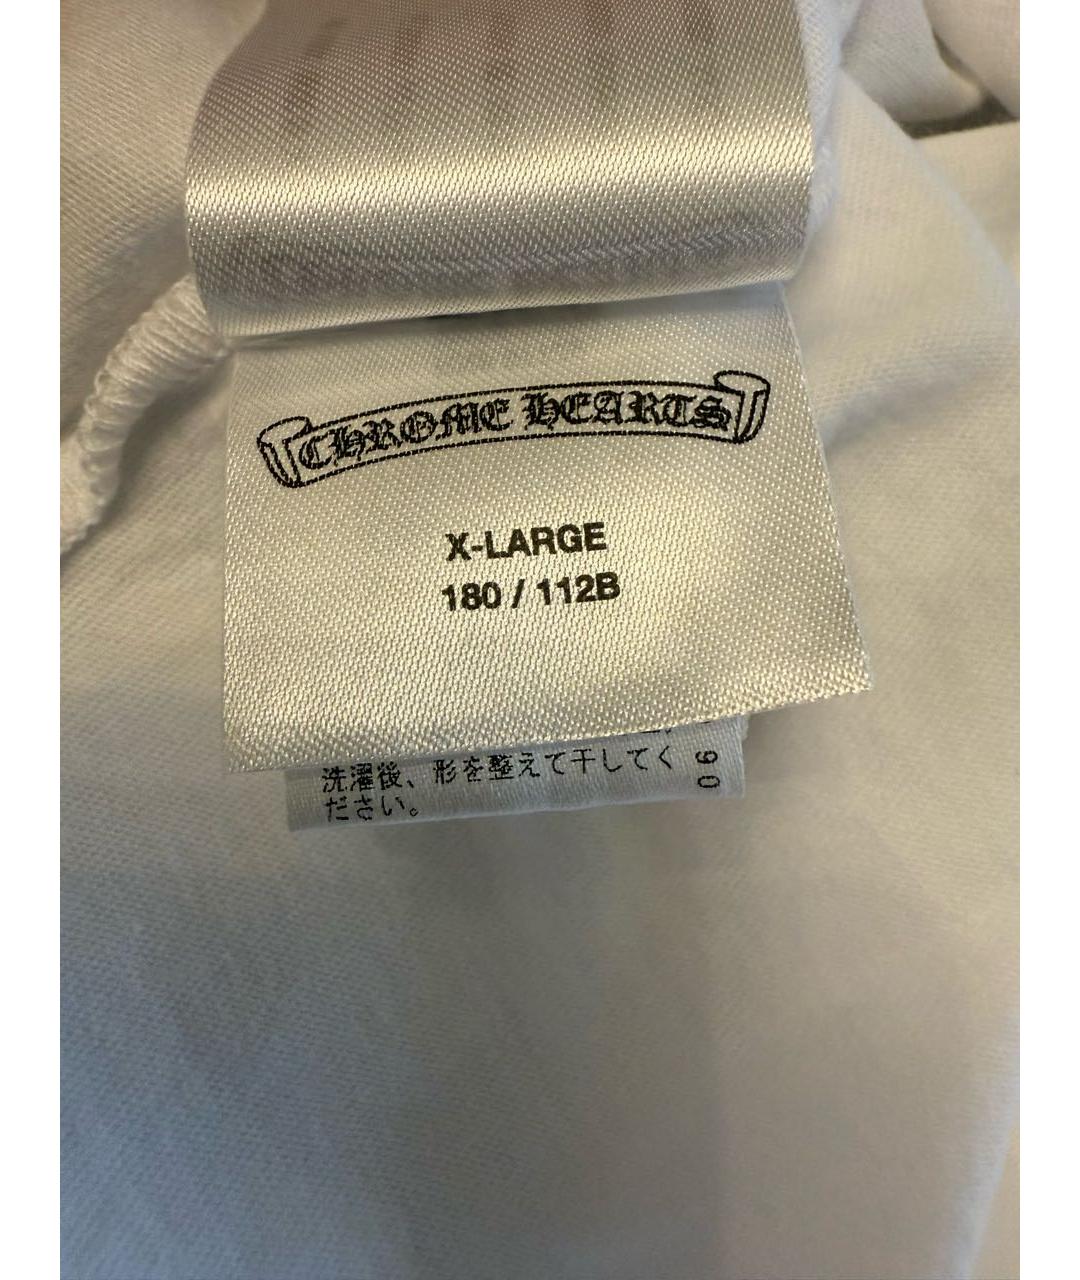 CHROME HEARTS
X-LARGE
180 / 112B
洗濯後、形を整えて干してく
ださい。
06